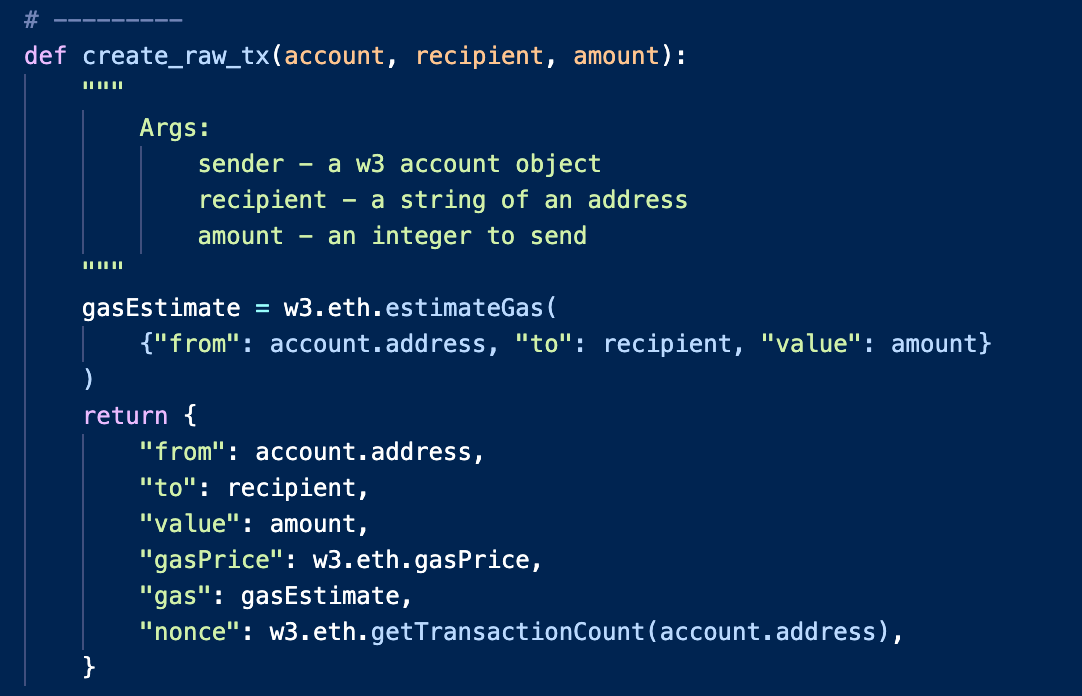 # ---------
def create_raw_tx(account, recipient, amount):
    """
        Args:
            sender - a w3 account object
            recipient - a string of an address
            amount - an integer to send
    """
    gasEstimate = w3.eth.estimateGas(
        {"from": account.address, "to": recipient, "value": amount}
    )
    return {
        "from": account.address,
        "to": recipient,
        "value": amount,
        "gasPrice": w3.eth.gasPrice,
        "gas": gasEstimate,
        "nonce": w3.eth.getTransactionCount(account.address),
    }